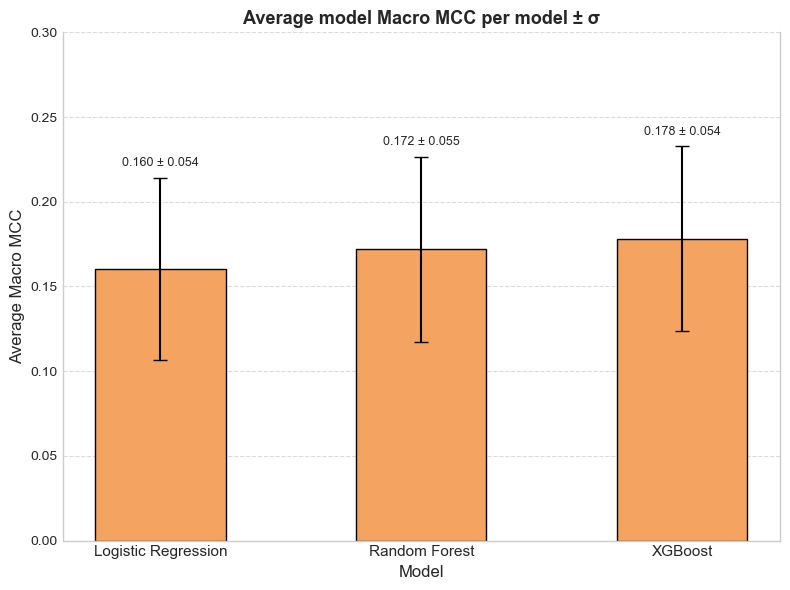 Average model Macro MCC per model ± σ
0.30
0.25
0.20
0.15
0.10
0.05
0.00
Average Macro MCC
0.160 ± 0.054
0.172 ± 0.055
0.178 ± 0.054
Logistic Regression
Random Forest
XGBoost
Model